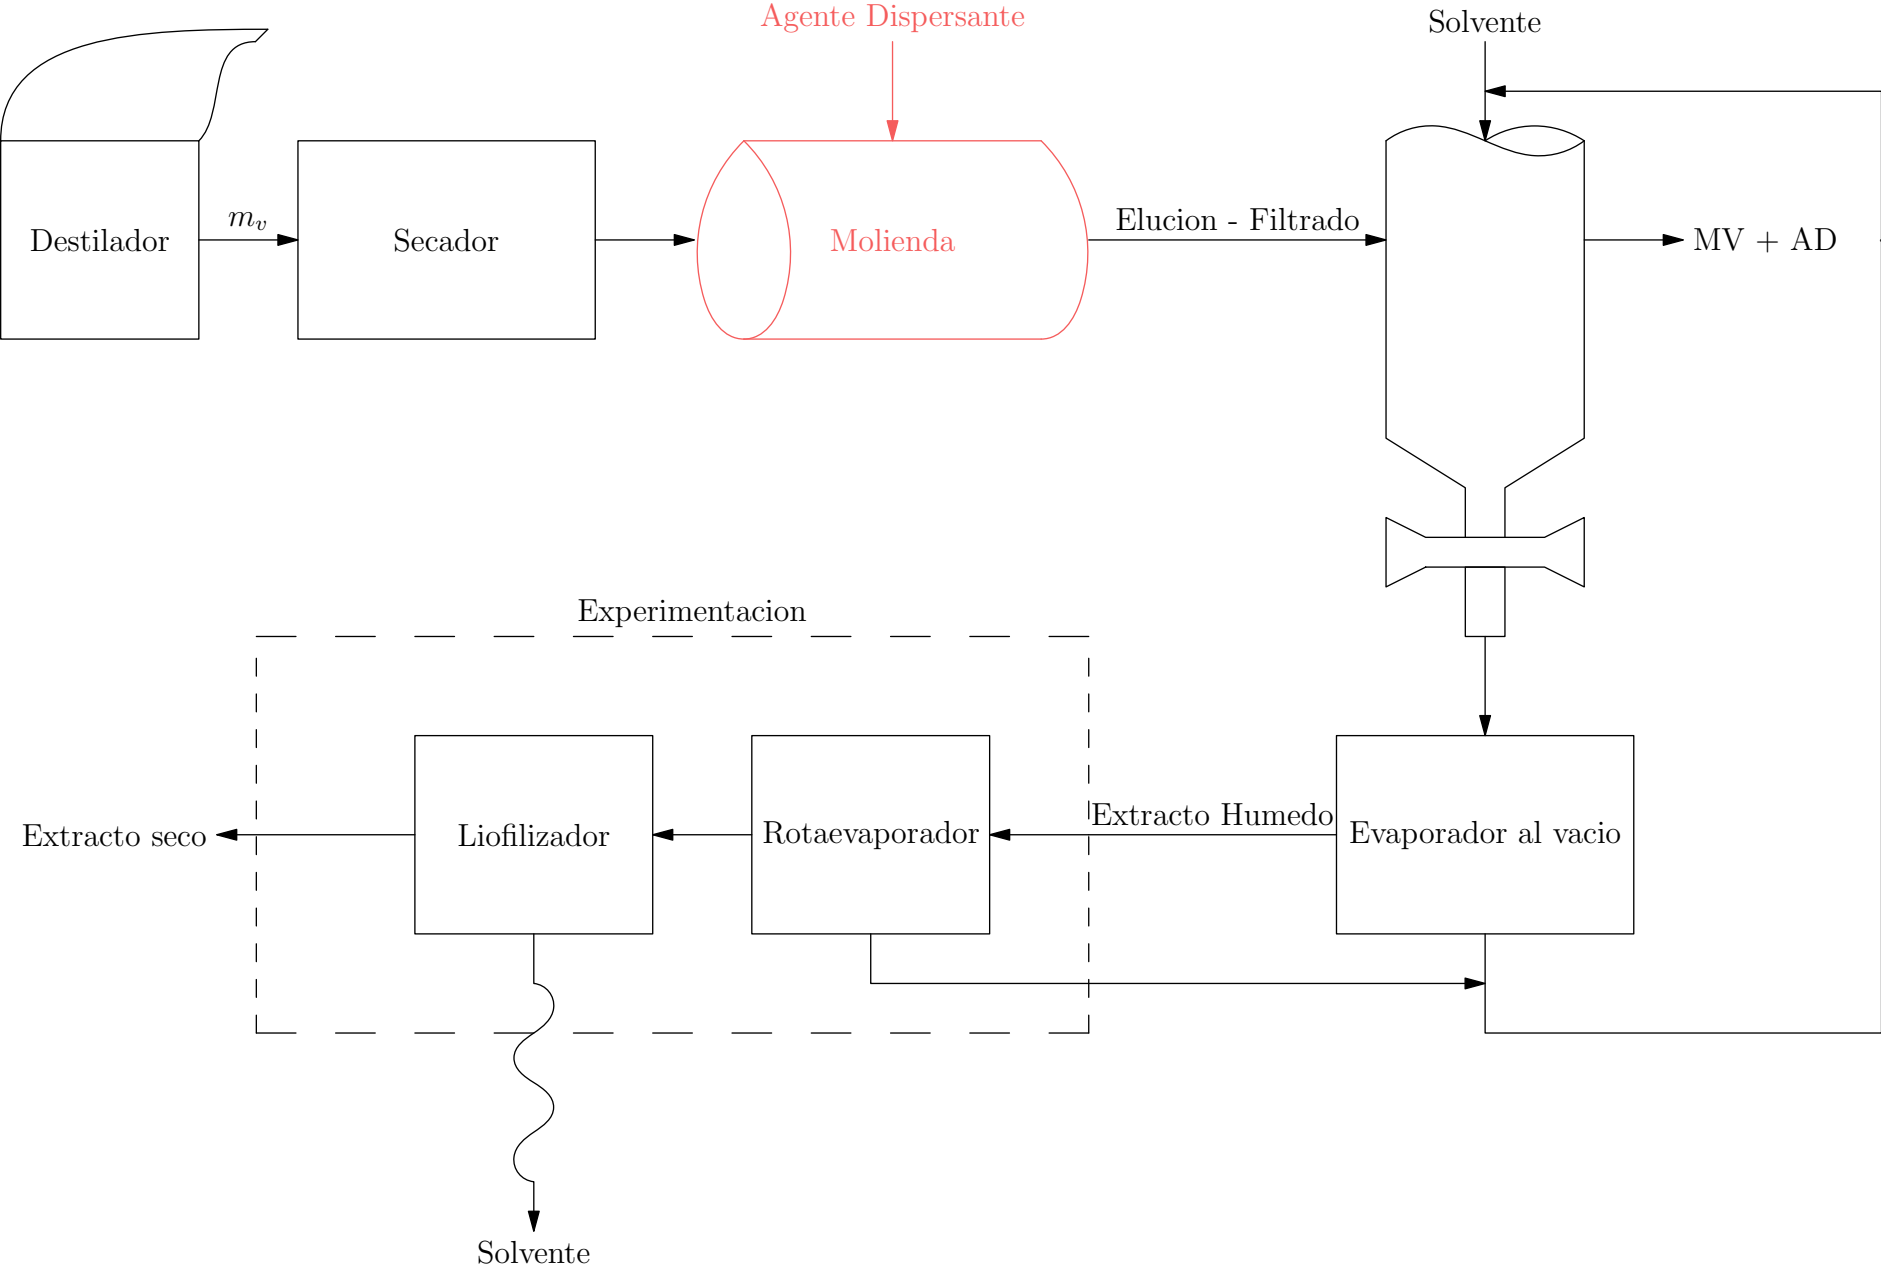 Agente Dispersante
Solvente
Destilador
m_v
Secador
Molienda
Elucion - Filtrado
MV + AD
Experimentacion
Extracto seco
Liofilizador
Rotaevaporador
Extracto Humedo
Evaporador al vacio
Solvente